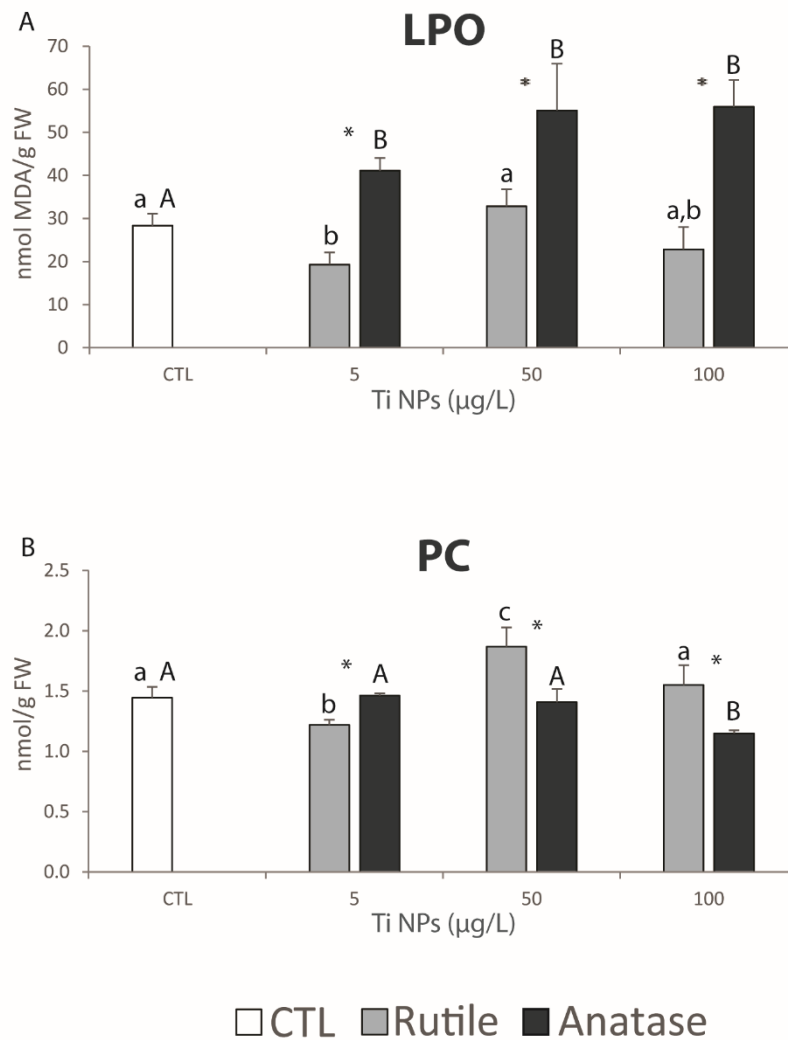 A
LPO
70
60
50
40
30
20
10
0
nmol MDA/g FW
a A
* B
b
* B
a
* B
a,b
CTL 5 50 100
Ti NPs (µg/L)
B
PC
2.5
2.0
1.5
1.0
0.5
0.0
nmol/g FW
a A
* A
b
c *
A
a *
B
CTL 5 50 100
Ti NPs (µg/L)
CTL Rutile Anatase